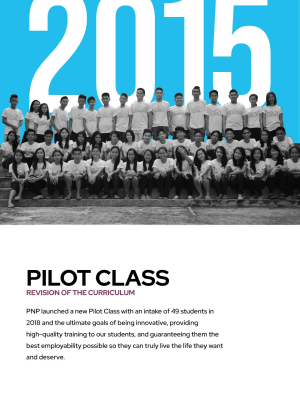 2015
PILOT CLASS
REVISION OF THE CURRICULUM
PNP launched a new Pilot Class with an intake of 49 students in
2018 and the ultimate goals of being innovative, providing
high-quality training to our students, and guaranteeing them the
best employability possible so they can truly live the life they want
and deserve.